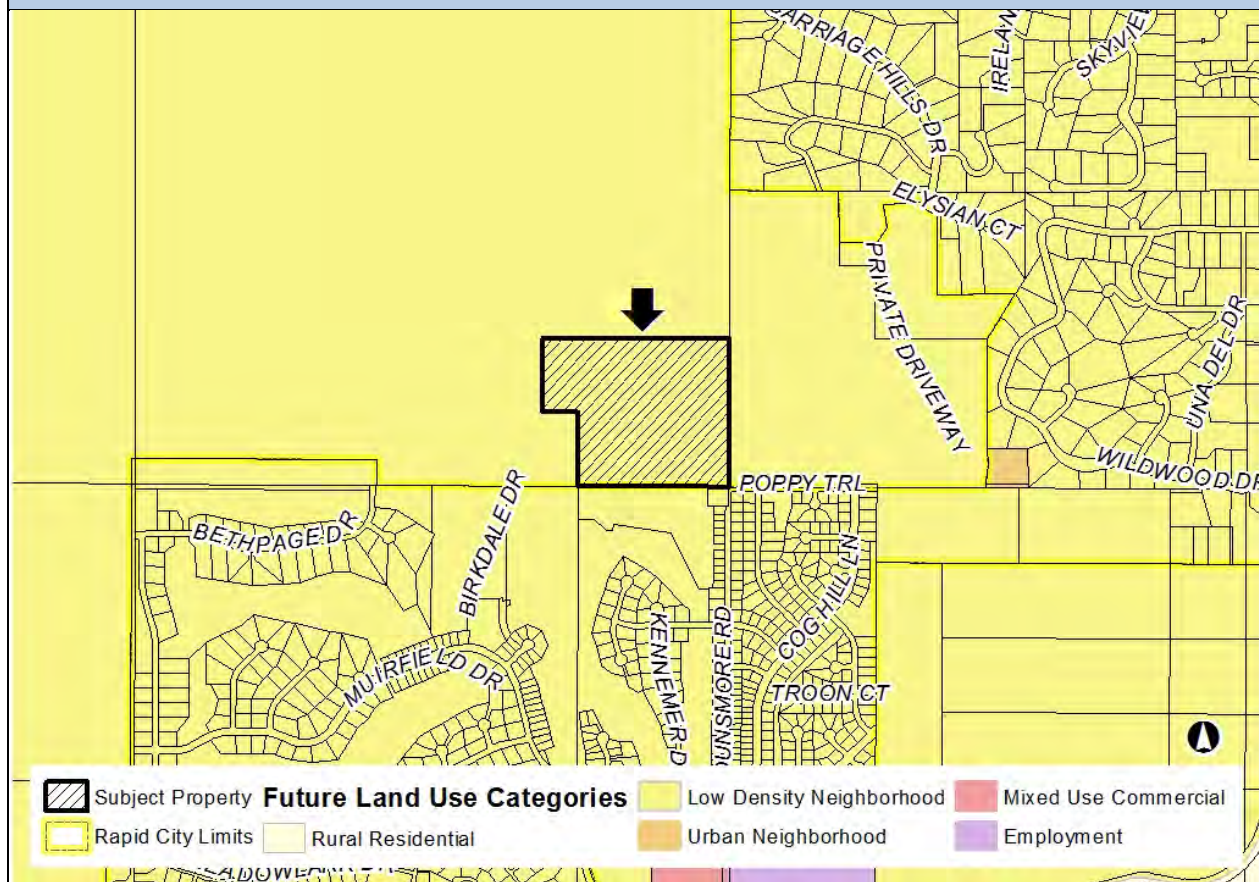 CARRIAGE HILLS DR
SKYVIEW
ELYSIAN CT
PRIVATE DRIVEWAY
UNA DEL DR
WILDWOOD DR
POPPY TRL
BETHPAGE DR
BIRKDALE DR
MUIRFIELD DR
KENNEMER D
DUNSMORE RD
COG HILL LN
TROON CT
Subject Property
Future Land Use Categories
Low Density Neighborhood
Mixed Use Commercial
Rapid City Limits
Rural Residential
Urban Neighborhood
Employment